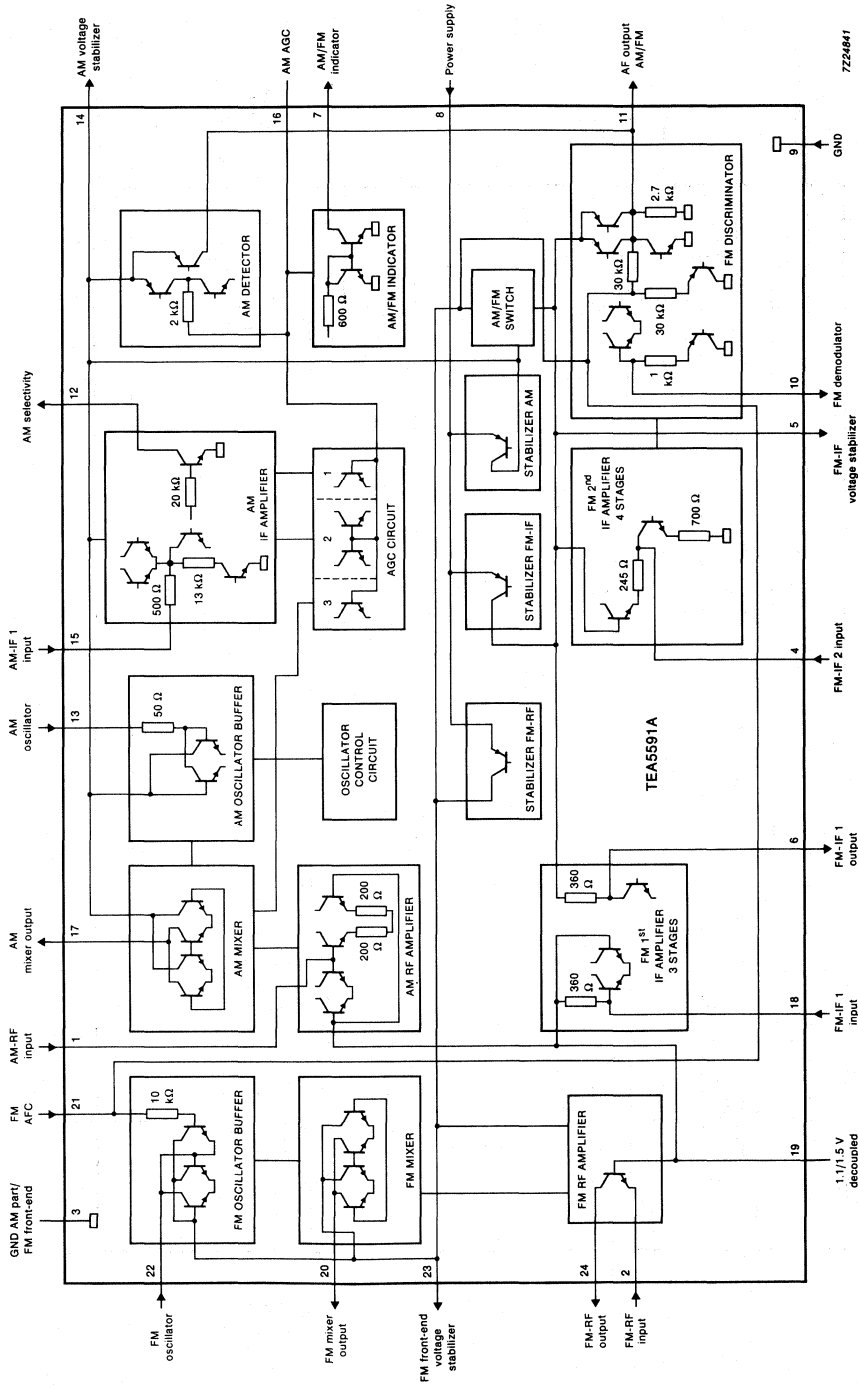 GND AM part/
FM front-end
3
FM
AFC
21
AM-RF
input
1
AM
mixer output
17
AM
oscillator
13
AM-IF 1
input
15
AM selectivity
12
AM voltage
stabilizer
14
AM AGC
16
AM/FM
indicator
7
Power supply
8
AF output
AM/FM
11
GND
9
FM
oscillator
22
FM mixer
output
20
FM front-end
voltage
stabilizer
23
FM-RF
output
24
FM-RF
input
2
10
kΩ
FM OSCILLATOR BUFFER
FM MIXER
FM RF AMPLIFIER
19
1.1/1.5 V
decoupled
AM MIXER
200
Ω
200
Ω
AM RF AMPLIFIER
50 Ω
AM OSCILLATOR BUFFER
OSCILLATOR
CONTROL
CIRCUIT
500 Ω
13 kΩ
20 kΩ
AM
IF AMPLIFIER
3
2
1
AGC CIRCUIT
2 kΩ
AM DETECTOR
600 Ω
AM/FM INDICATOR
STABILIZER FM-RF
STABILIZER FM-IF
STABILIZER AM
AM/FM
SWITCH
360
Ω
360
Ω
FM 1st
IF AMPLIFIER
3 STAGES
18
FM-IF 1
input
6
FM-IF 1
output
TEA5591A
FM 2nd
IF AMPLIFIER
4 STAGES
245 Ω
700 Ω
4
FM-IF 2 input
5
FM-IF
voltage stabilizer
10
FM demodulator
1
kΩ
30 kΩ
30 kΩ
2.7
kΩ
FM DISCRIMINATOR
7Z24841